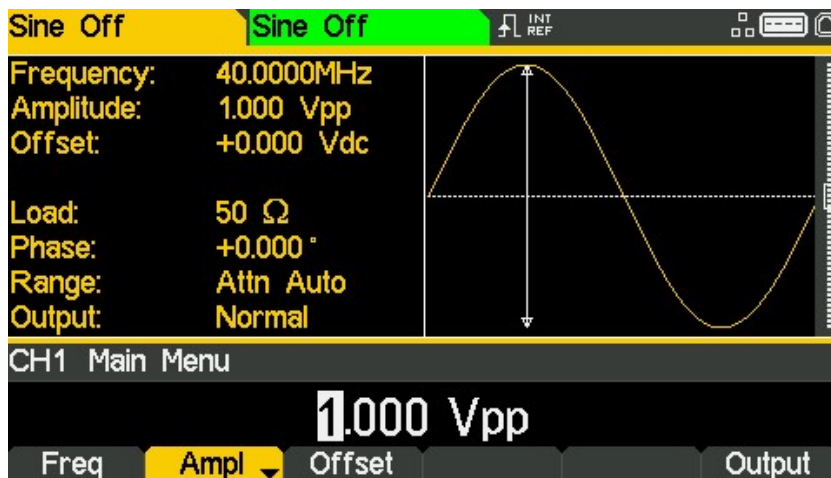 Sine Off Sine Off INT REF
Frequency: 40.0000MHz
Amplitude: 1.000 Vpp
Offset: +0.000 Vdc
Load: 50 Ω
Phase: +0.000 °
Range: Attn Auto
Output: Normal
CH1 Main Menu
1.000 Vpp
Freq Ampl Offset Output